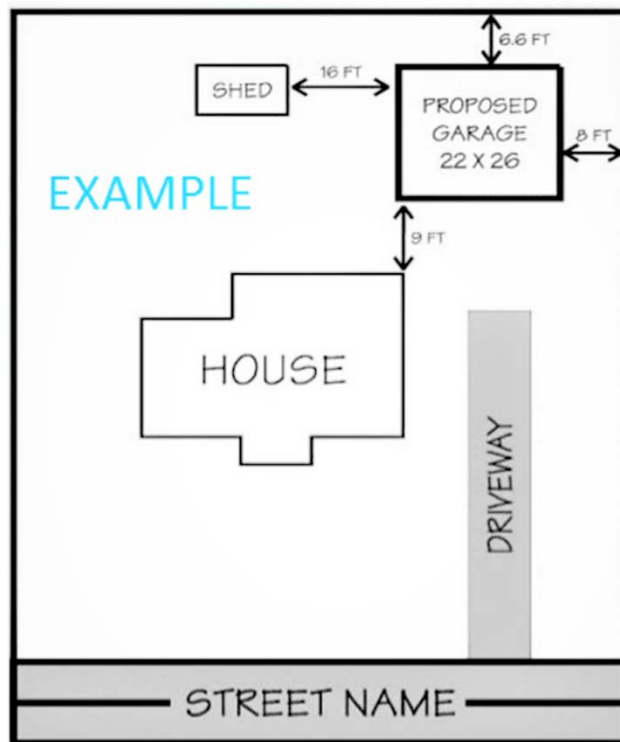 6.6 FT
SHED
16 FT
PROPOSED
GARAGE
22 X 26
8 FT
EXAMPLE
9 FT
HOUSE
DRIVEWAY
STREET NAME